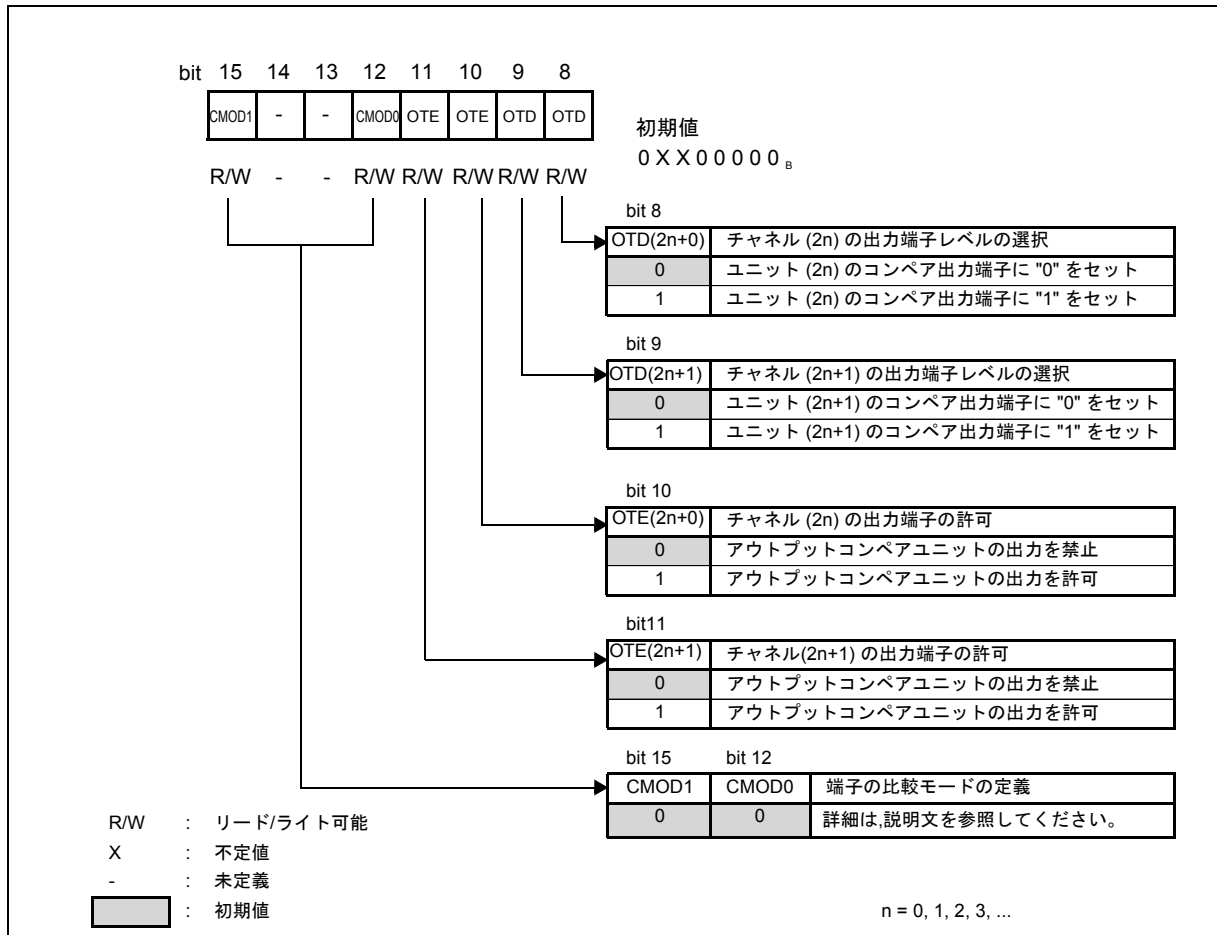 bit 15 14 13 12 11 10 9 8
CMOD1 - - CMOD0 OTE OTE OTD OTD
初期値
0 X X 0 0 0 0 0 B
R/W - - R/W R/W R/W R/W R/W
bit 8
OTD(2n+0) チャネル (2n) の出力端子レベルの選択
0 ユニット (2n) のコンペア出力端子に "0" をセット
1 ユニット (2n) のコンペア出力端子に "1" をセット
bit 9
OTD(2n+1) チャネル (2n+1) の出力端子レベルの選択
0 ユニット (2n+1) のコンペア出力端子に "0" をセット
1 ユニット (2n+1) のコンペア出力端子に "1" をセット
bit 10
OTE(2n+0) チャネル (2n) の出力端子の許可
0 アウトプットコンペアユニットの出力を禁止
1 アウトプットコンペアユニットの出力を許可
bit11
OTE(2n+1) チャネル(2n+1) の出力端子の許可
0 アウトプットコンペアユニットの出力を禁止
1 アウトプットコンペアユニットの出力を許可
bit 15 bit 12
CMOD1 CMOD0 端子の比較モードの定義
0 0 詳細は,説明文を参照してください。
R/W : リード/ライト可能
X : 不定値
- : 未定義
: 初期値
n = 0, 1, 2, 3, ...